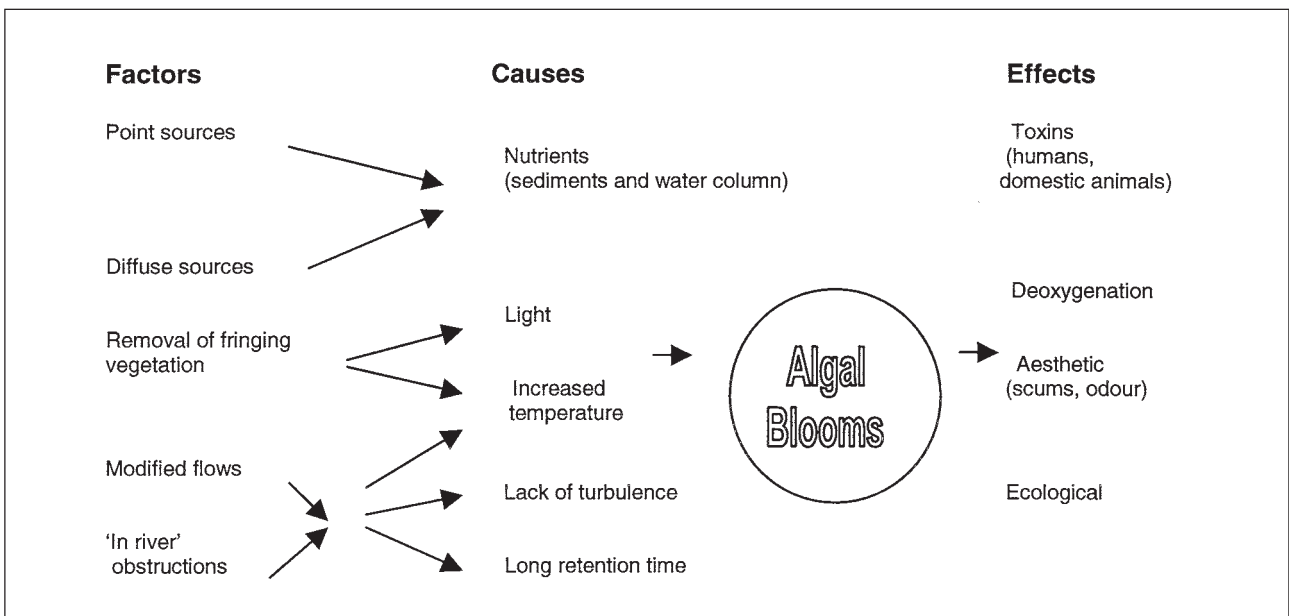 Factors
Causes
Effects
Point sources
Diffuse sources
Removal of fringing
vegetation
Modified flows
‘In river’
obstructions
Nutrients
(sediments and water column)
Light
Increased
temperature
Lack of turbulence
Long retention time
Algal
Blooms
Toxins
(humans,
domestic animals)
Deoxygenation
Aesthetic
(scums, odour)
Ecological